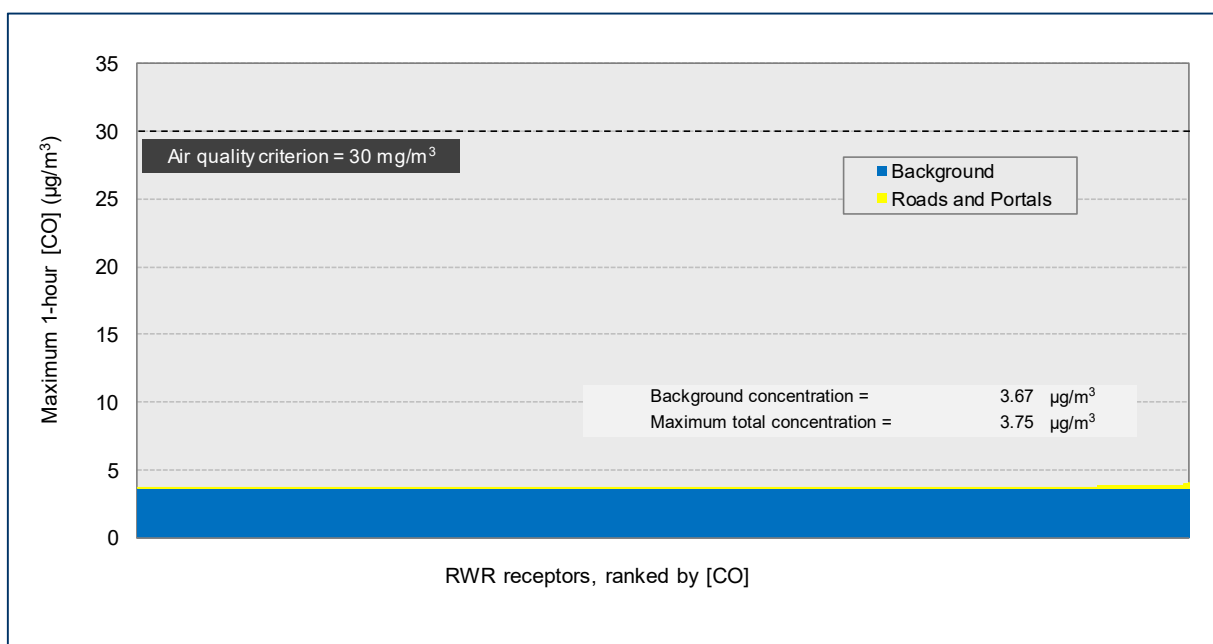 35
30
25
20
15
10
5
0
Maximum 1-hour [CO] (µg/m³)
Air quality criterion = 30 mg/m³
Background
Roads and Portals
Background concentration = 3.67 µg/m³
Maximum total concentration = 3.75 µg/m³
RWR receptors, ranked by [CO]